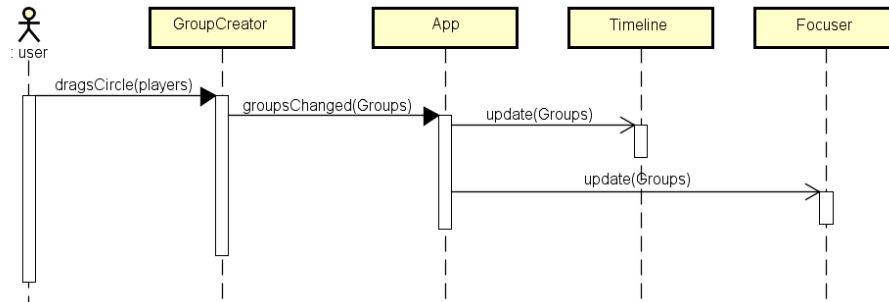 GroupCreator
App
Timeline
Focuser
: user
dragsCircle(players)
groupsChanged(Groups)
update(Groups)
update(Groups)